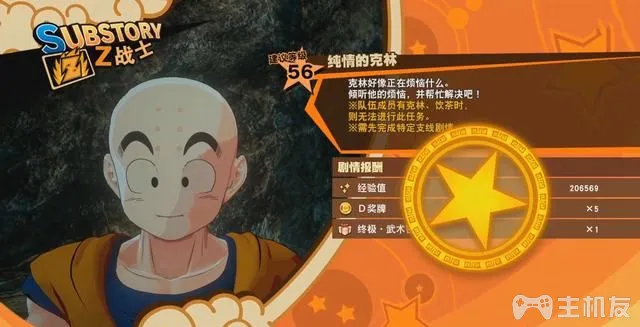 SUBSTORY
Z战士
建议等级
56
纯情的克林
克林好像正在烦恼什么。
倾听他的烦恼，并帮忙解决吧！
※队伍成员有克林、饮茶时，
则无法进行此任务。
※需先完成特定支线剧情
剧情报酬
经验值 206569
D奖牌 ×5
终极·武术 ×1
主机友